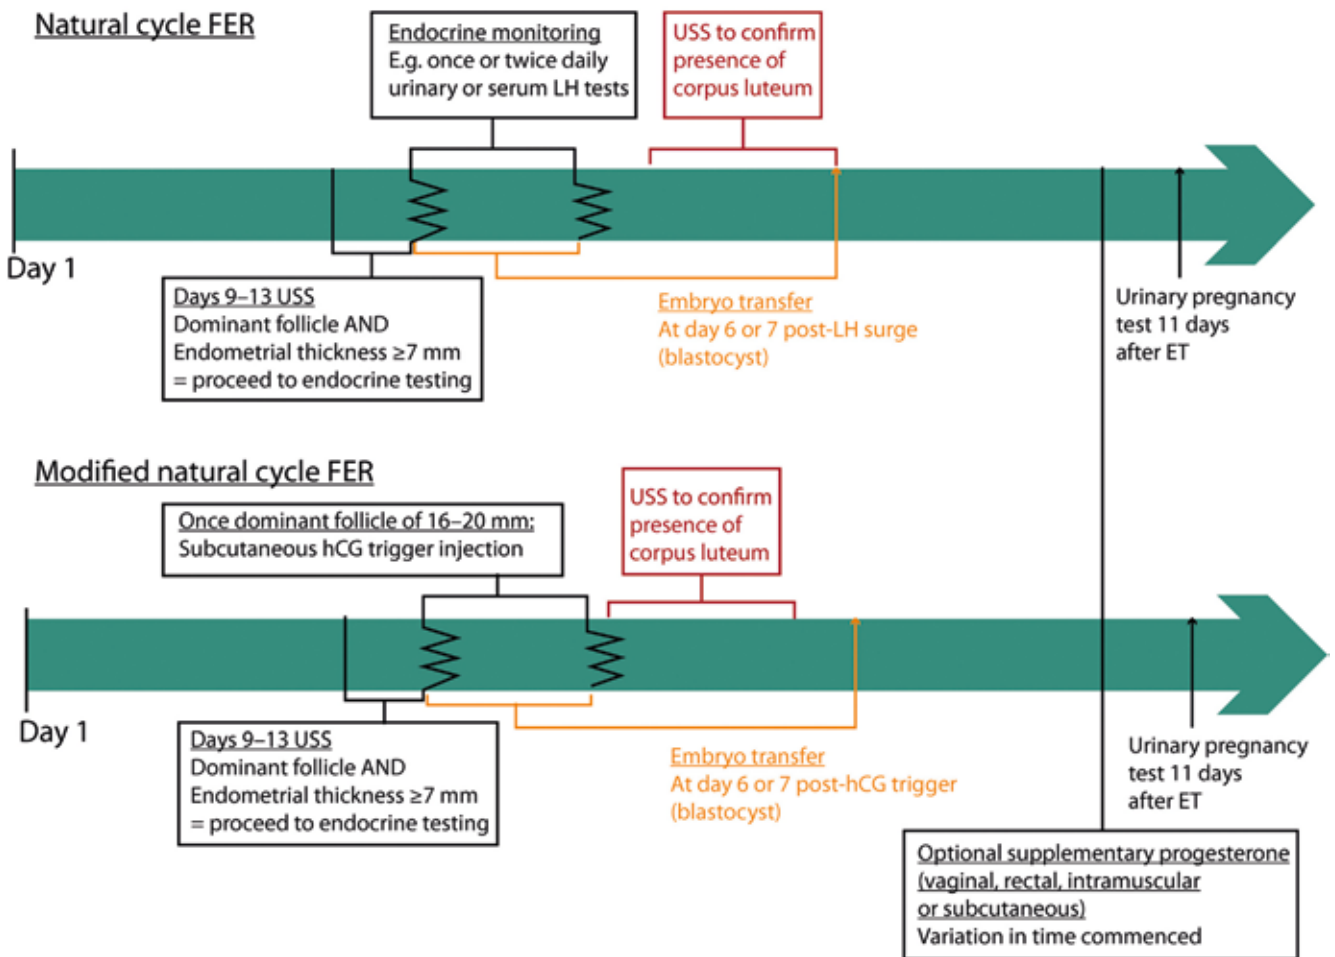 Natural cycle FER
Endocrine monitoring
E.g. once or twice daily
urinary or serum LH tests
USS to confirm
presence of
corpus luteum
Day 1
Days 9–13 USS
Dominant follicle AND
Endometrial thickness ≥7 mm
= proceed to endocrine testing
Embryo transfer
At day 6 or 7 post-LH surge
(blastocyst)
Urinary pregnancy
test 11 days
after ET
Modified natural cycle FER
Once dominant follicle of 16–20 mm:
Subcutaneous hCG trigger injection
USS to confirm
presence of
corpus luteum
Day 1
Days 9–13 USS
Dominant follicle AND
Endometrial thickness ≥7 mm
= proceed to endocrine testing
Embryo transfer
At day 6 or 7 post-hCG trigger
(blastocyst)
Urinary pregnancy
test 11 days
after ET
Optional supplementary progesterone
(vaginal, rectal, intramuscular
or subcutaneous)
Variation in time commenced